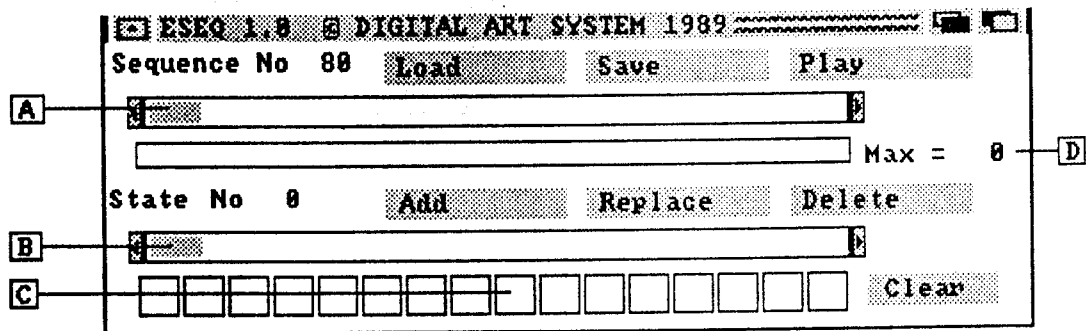 ESEQ 1.0 © DIGITAL ART SYSTEM 1989
Sequence No 80 Load Save Play
A
Max = 0 D
State No 0 Add Replace Delete
B
C Clear